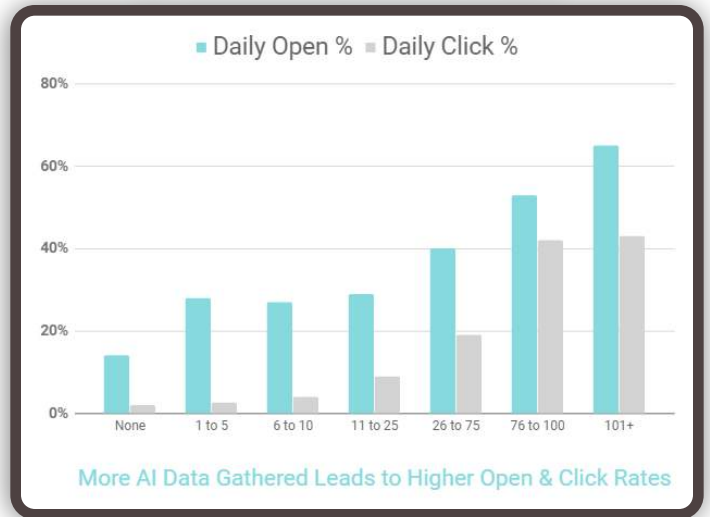 Daily Open % Daily Click %
80%
60%
40%
20%
0%
None 1 to 5 6 to 10 11 to 25 26 to 75 76 to 100 101+
More AI Data Gathered Leads to Higher Open & Click Rates